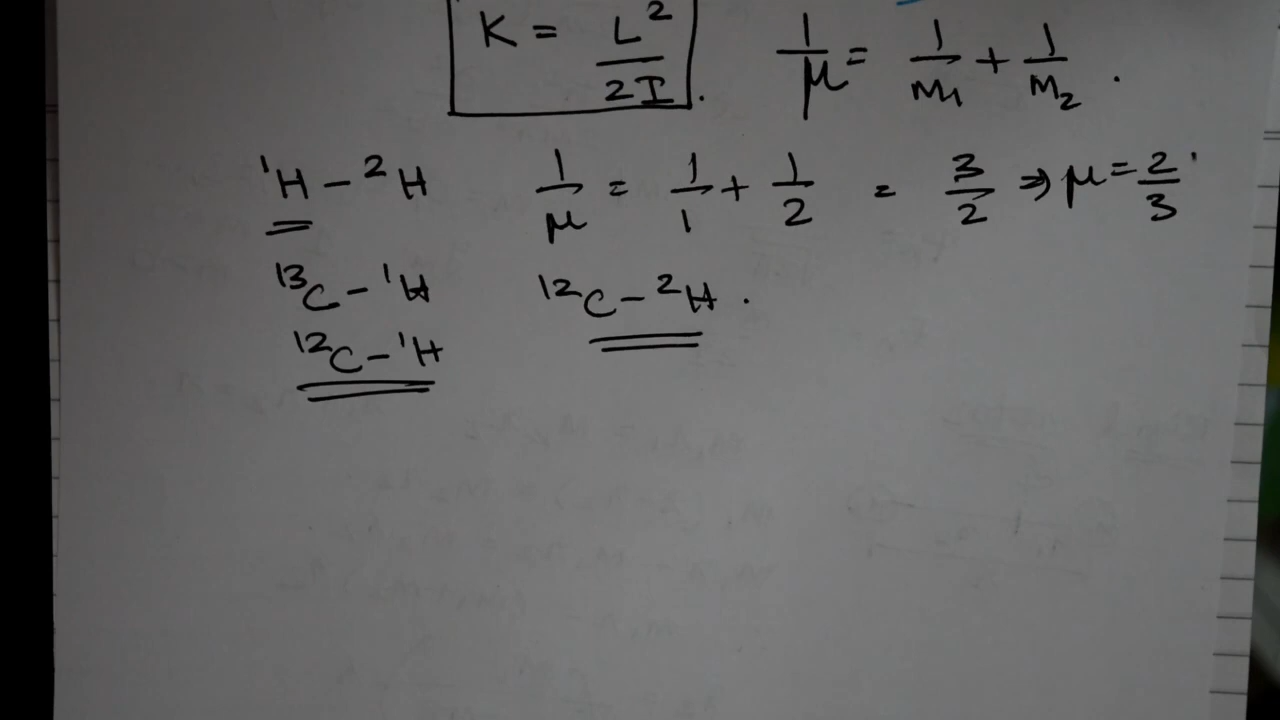 K = L²/2I . 1/μ = 1/m₁ + 1/m₂ .
¹H – ²H 1/μ = 1/1 + 1/2 = 3/2 ⇒ μ = 2/3
¹³C – ¹H ¹²C – ²H .
¹²C – ¹H